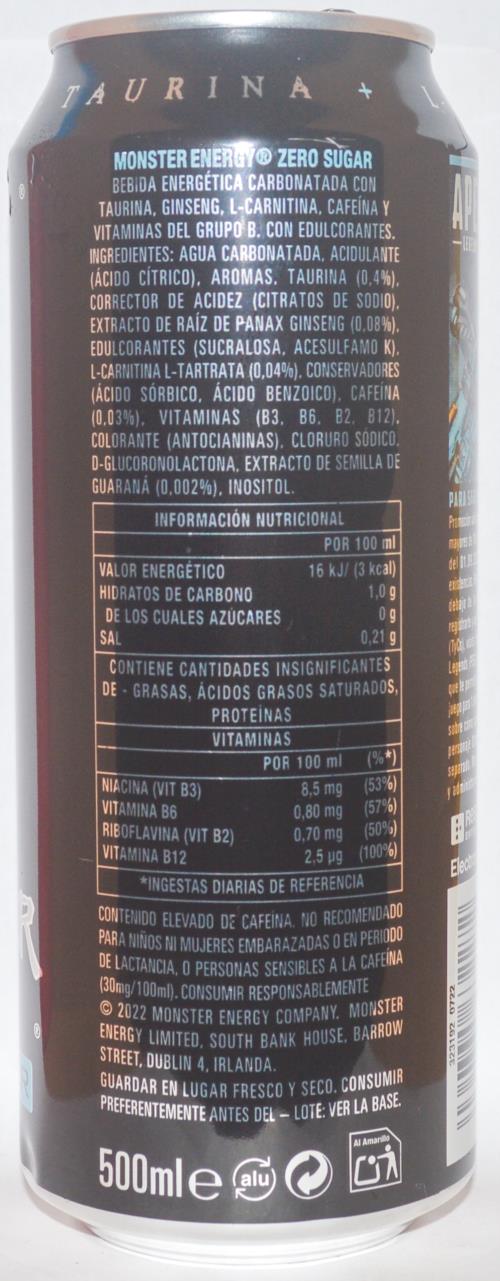 TAURINA + L
MONSTER ENERGY® ZERO SUGAR
BEBIDA ENERGÉTICA CARBONATADA CON
TAURINA, GINSENG, L-CARNITINA, CAFEÍNA Y
VITAMINAS DEL GRUPO B. CON EDULCORANTES.
INGREDIENTES: AGUA CARBONATADA, ACIDULANTE
(ÁCIDO CÍTRICO), AROMAS, TAURINA (0,4%),
CORRECTOR DE ACIDEZ (CITRATOS DE SODIO),
EXTRACTO DE RAÍZ DE PANAX GINSENG (0,08%),
EDULCORANTES (SUCRALOSA, ACESULFAMO K),
L-CARNITINA L-TARTRATA (0,04%), CONSERVADORES
(ÁCIDO SÓRBICO, ÁCIDO BENZOICO), CAFEÍNA
(0,03%), VITAMINAS (B3, B6, B2, B12),
COLORANTE (ANTOCIANINAS), CLORURO SÓDICO,
D-GLUCORONOLACTONA, EXTRACTO DE SEMILLA DE
GUARANÁ (0,002%), INOSITOL.
INFORMACIÓN NUTRICIONAL
POR 100 ml
VALOR ENERGÉTICO 16 kJ/ (3 kcal)
HIDRATOS DE CARBONO 1,0 g
DE LOS CUALES AZÚCARES 0 g
SAL 0,21 g
CONTIENE CANTIDADES INSIGNIFICANTES
DE - GRASAS, ÁCIDOS GRASOS SATURADOS,
PROTEÍNAS
VITAMINAS
POR 100 ml (%*)
NIACINA (VIT B3) 8,5 mg (53%)
VITAMINA B6 0,80 mg (57%)
RIBOFLAVINA (VIT B2) 0,70 mg (50%)
VITAMINA B12 2,5 µg (100%)
*INGESTAS DIARIAS DE REFERENCIA
CONTENIDO ELEVADO DE CAFEÍNA. NO RECOMENDADO
PARA NIÑOS NI MUJERES EMBARAZADAS O EN PERIODO
DE LACTANCIA, O PERSONAS SENSIBLES A LA CAFEÍNA
(30mg/100ml). CONSUMIR RESPONSABLEMENTE
© 2022 MONSTER ENERGY COMPANY. MONSTER
ENERGY LIMITED, SOUTH BANK HOUSE, BARROW
STREET, DUBLIN 4, IRLANDA.
GUARDAR EN LUGAR FRESCO Y SECO. CONSUMIR
PREFERENTEMENTE ANTES DEL – LOTE: VER LA BASE.
500ml e alu
Al Amarillo
PARA
del 01.
323192 0722